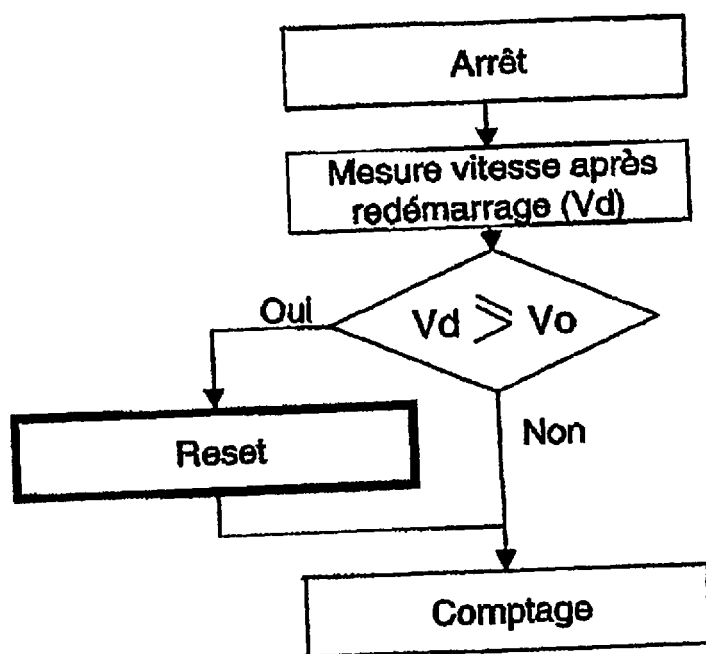 Arrêt
Mesure vitesse après
redémarrage (Vd)
Oui
Vd ⩾ Vo
Non
Reset
Comptage